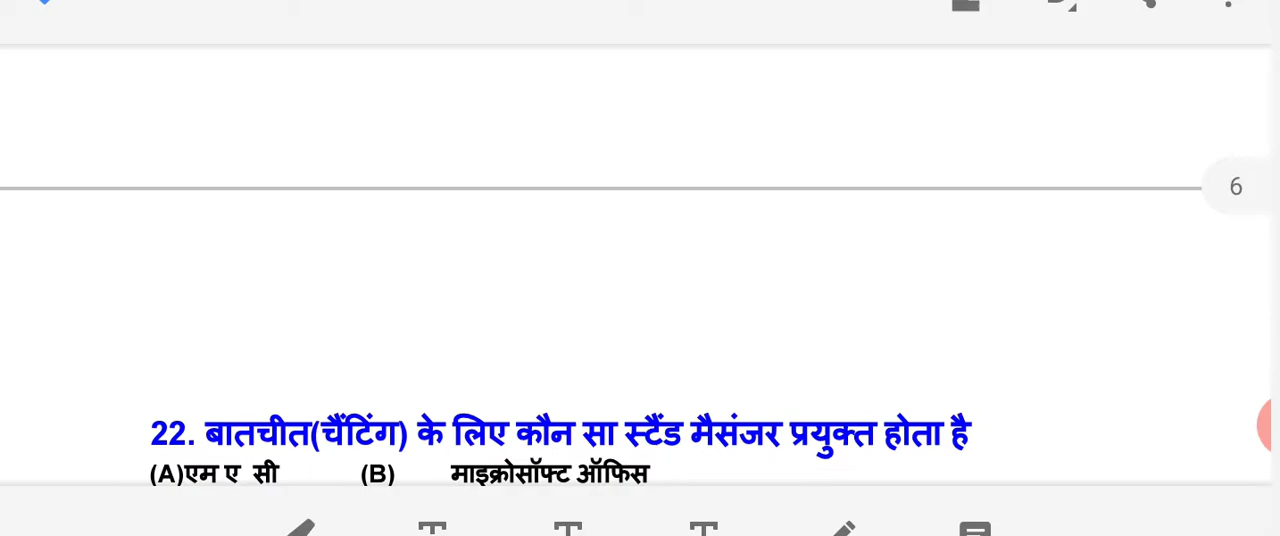 6
22. बातचीत(चैंटिंग) के लिए कौन सा स्टैंड मैसंजर प्रयुक्त होता है
(A)एम ए सी (B) माइक्रोसॉफ्ट ऑफिस